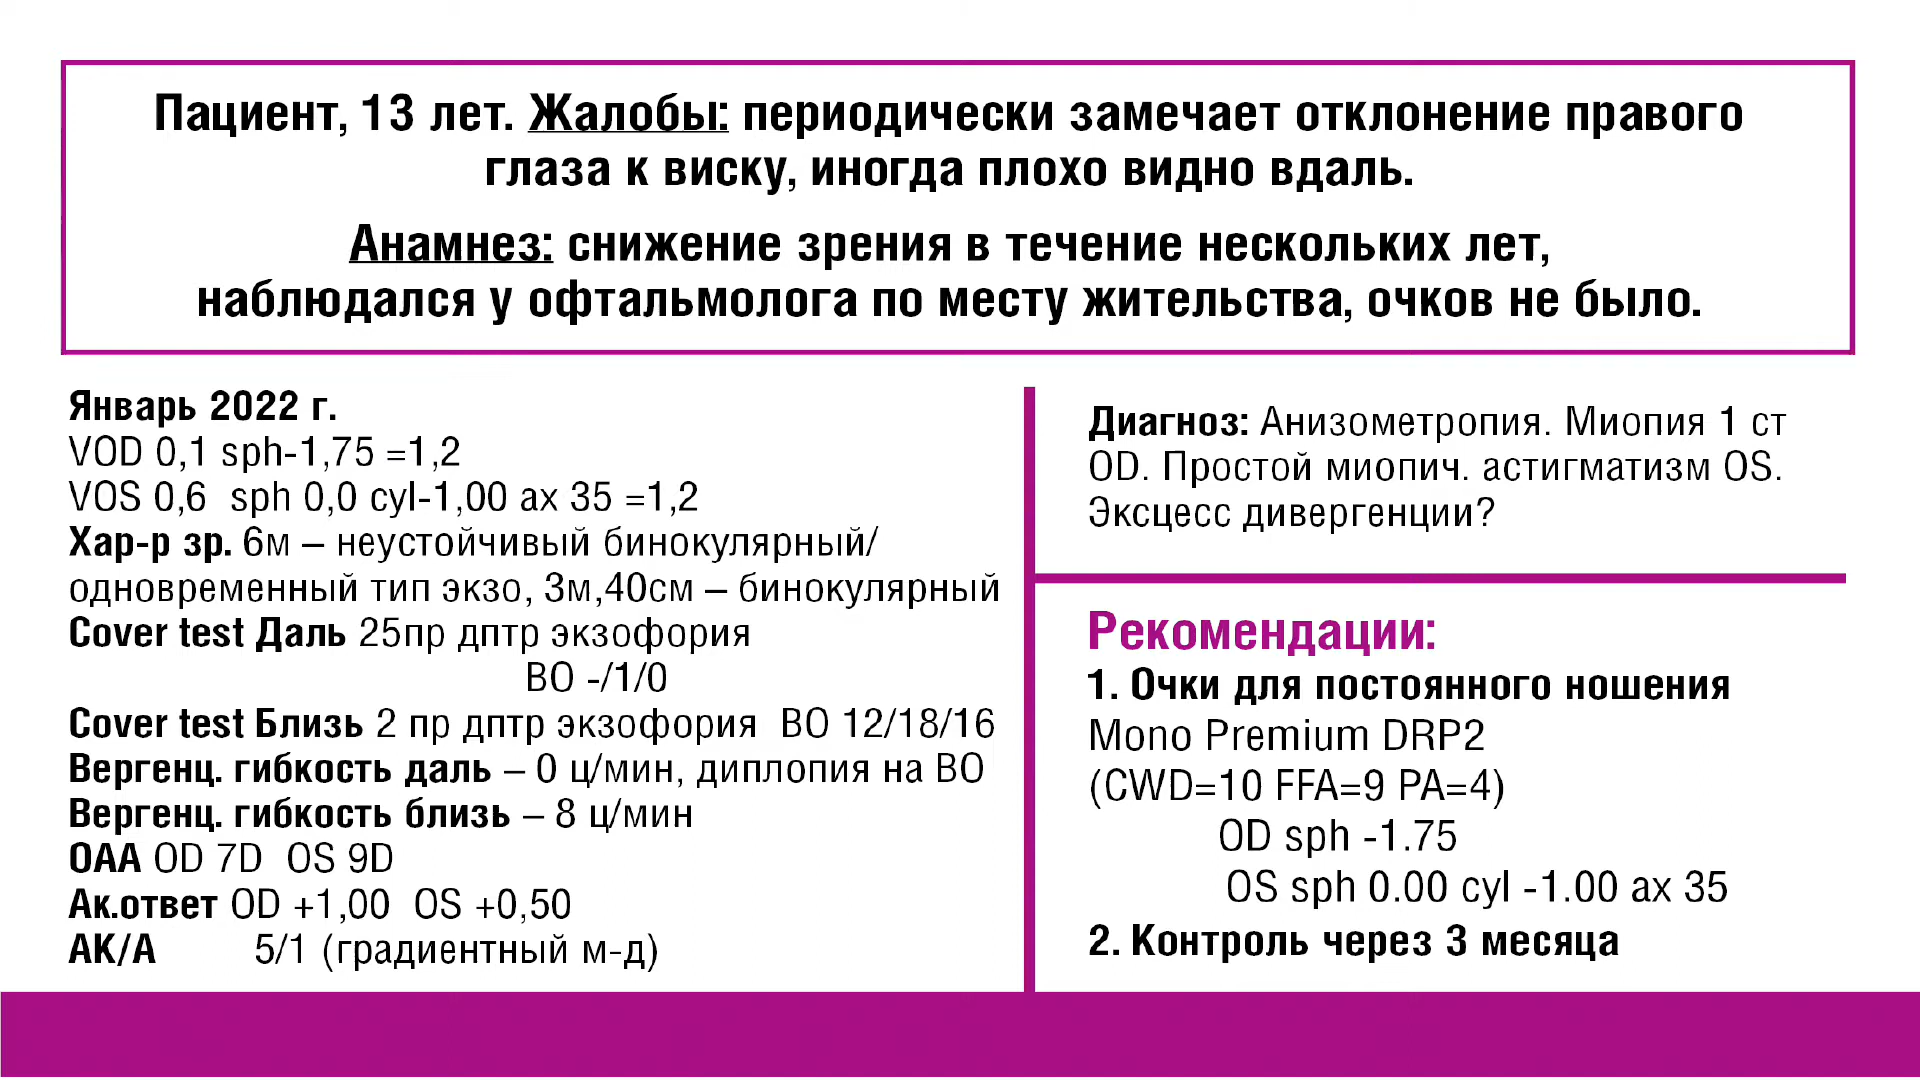 Пациент, 13 лет. Жалобы: периодически замечает отклонение правого
глаза к виску, иногда плохо видно вдаль.
Анамнез: снижение зрения в течение нескольких лет,
наблюдался у офтальмолога по месту жительства, очков не было.
Январь 2022 г.
VOD 0,1 sph-1,75 =1,2
VOS 0,6 sph 0,0 cyl-1,00 ax 35 =1,2
Хар-р зр. 6м – неустойчивый бинокулярный/
одновременный тип экзо, 3м,40см – бинокулярный
Cover test Даль 25пр дптр экзофория
BO -/1/0
Cover test Близь 2 пр дптр экзофория BO 12/18/16
Вергенц. гибкость даль – 0 ц/мин, диплопия на BO
Вергенц. гибкость близь – 8 ц/мин
ОАА OD 7D OS 9D
Ак.ответ OD +1,00 OS +0,50
АК/А 5/1 (градиентный м-д)
Диагноз: Анизометропия. Миопия 1 ст
OD. Простой миопич. астигматизм OS.
Эксцесс дивергенции?
Рекомендации:
1. Очки для постоянного ношения
Mono Premium DRP2
(CWD=10 FFA=9 PA=4)
OD sph -1.75
OS sph 0.00 cyl -1.00 ax 35
2. Контроль через 3 месяца